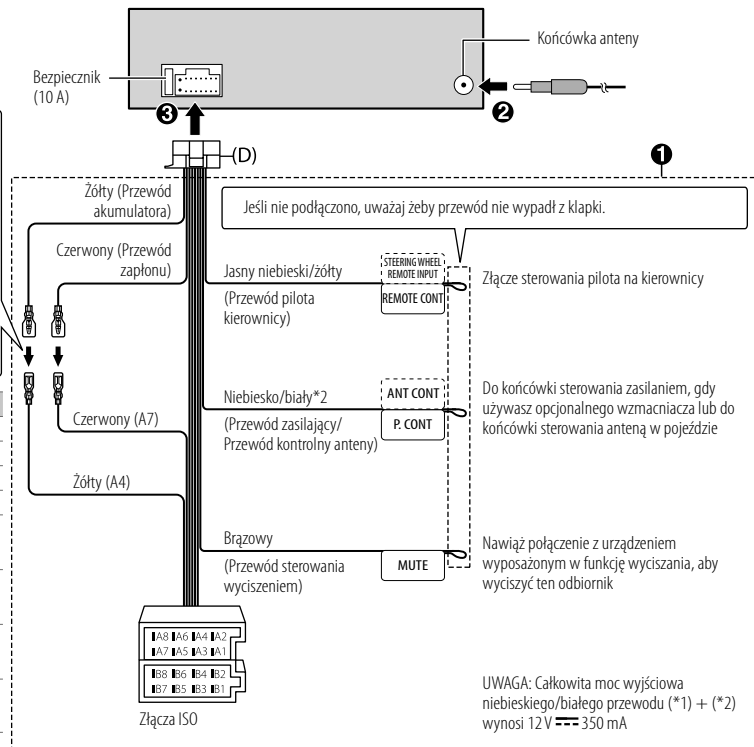 Końcówka anteny
Bezpiecznik
(10 A)
❸
❷
(D)
❶
Żółty (Przewód
akumulatora)
Jeśli nie podłączono, uważaj żeby przewód nie wypadł z klapki.
Czerwony (Przewód
zapłonu)
Jasny niebieski/żółty
(Przewód pilota
kierownicy)
STEERING WHEEL
REMOTE INPUT
REMOTE CONT
Złącze sterowania pilota na kierownicy
Niebiesko/biały*2
(Przewód zasilający/
Przewód kontrolny anteny)
ANT CONT
P. CONT
Do końcówki sterowania zasilaniem, gdy
używasz opcjonalnego wzmacniacza lub do
końcówki sterowania anteną w pojeździe
Czerwony (A7)
Żółty (A4)
Brązowy
(Przewód sterowania
wyciszeniem)
MUTE
Nawiąż połączenie z urządzeniem
wyposażonym w funkcję wyciszania, aby
wyciszyć ten odbiornik
A8 A6 A4 A2
A7 A5 A3 A1
B8 B6 B4 B2
B7 B5 B3 B1
Złącza ISO
UWAGA: Całkowita moc wyjściowa
niebieskiego/białego przewodu (*1) + (*2)
wynosi 12 V ⎓ 350 mA